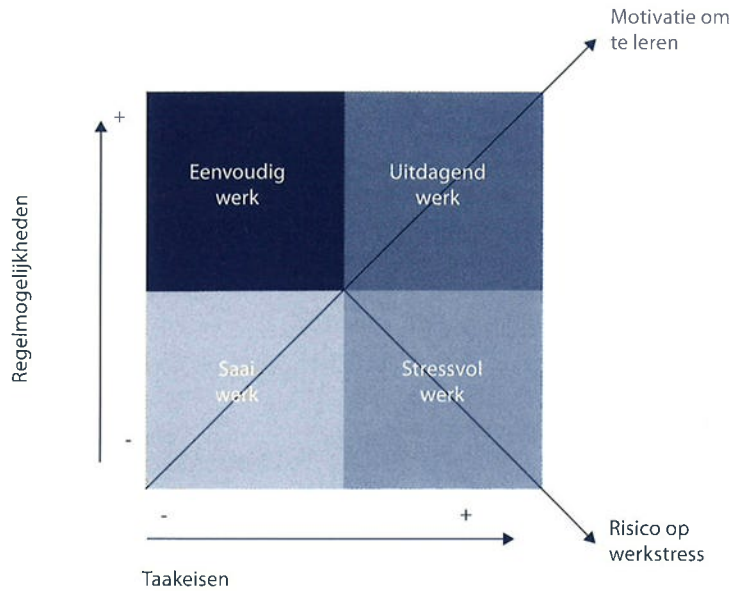 Motivatie om
te leren
+
Eenvoudig
werk
Uitdagend
werk
Regelmogelijkheden
Saai
werk
Stressvol
werk
-
-
+
Risico op
werkstress
Taakeisen